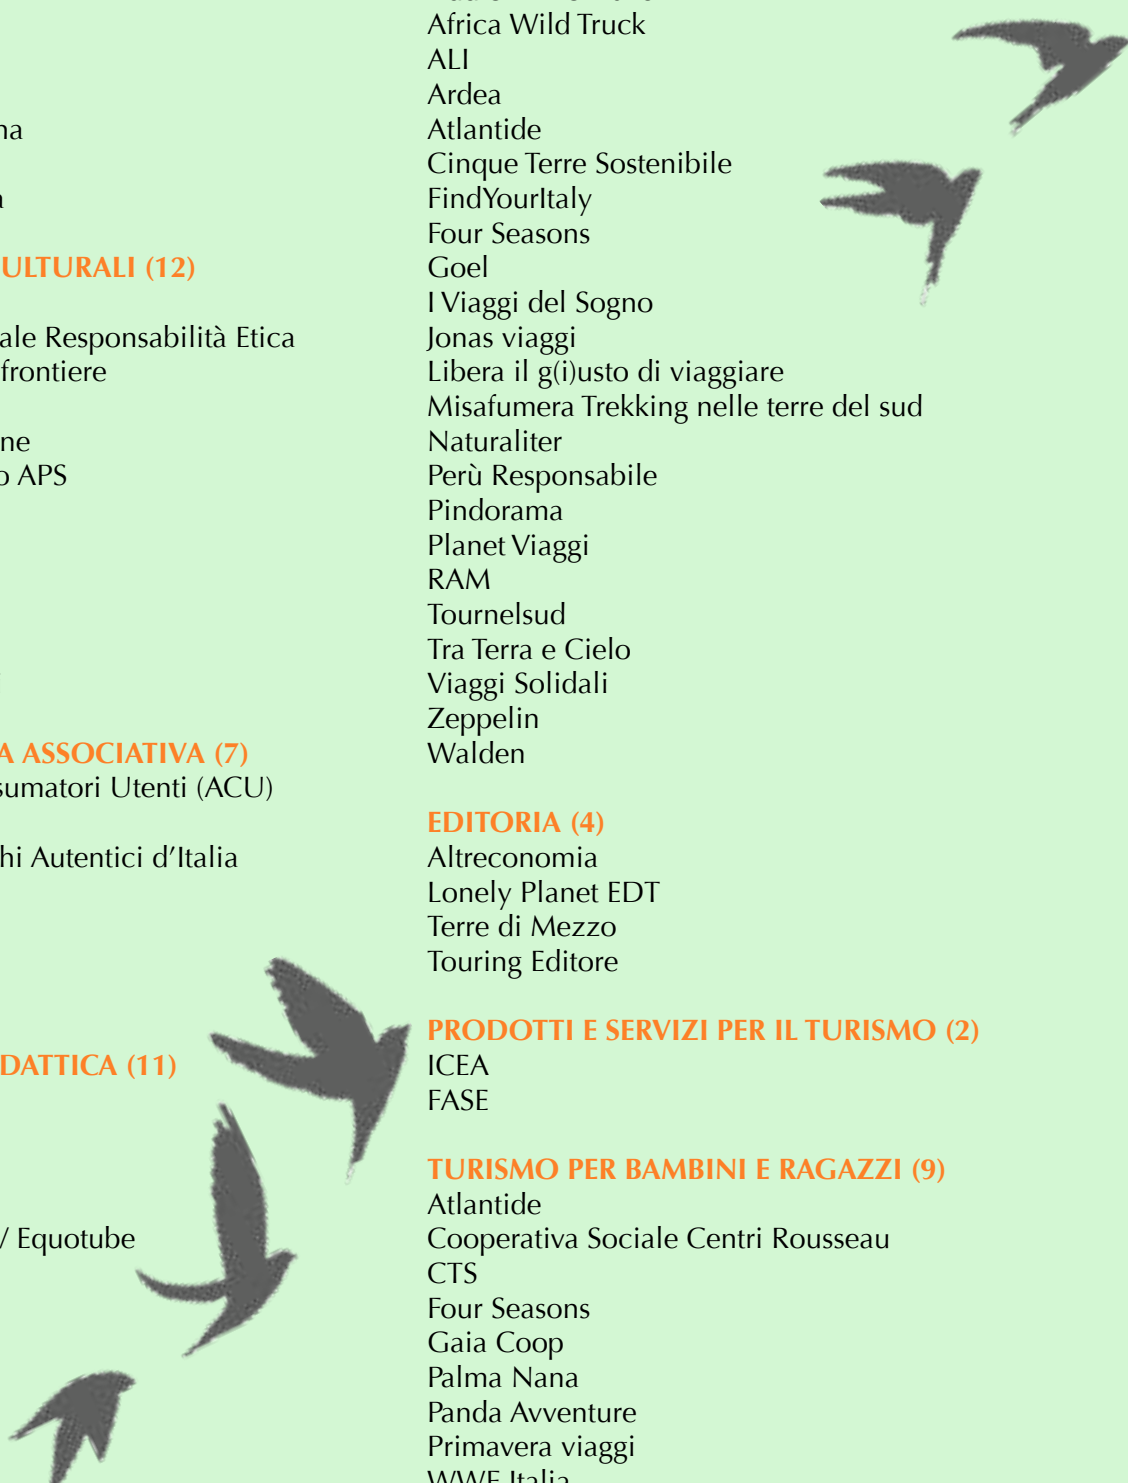 na
a
ULTURALI (12)
ale Responsabilità Etica
frontiere
ne
o APS
A ASSOCIATIVA (7)
sumatori Utenti (ACU)
hi Autentici d’Italia
DATTICA (11)
/ Equotube
Africa Wild Truck
ALI
Ardea
Atlantide
Cinque Terre Sostenibile
FindYourItaly
Four Seasons
Goel
I Viaggi del Sogno
Jonas viaggi
Libera il g(i)usto di viaggiare
Misafumera Trekking nelle terre del sud
Naturaliter
Perù Responsabile
Pindorama
Planet Viaggi
RAM
Tournelsud
Tra Terra e Cielo
Viaggi Solidali
Zeppelin
Walden
EDITORIA (4)
Altreconomia
Lonely Planet EDT
Terre di Mezzo
Touring Editore
PRODOTTI E SERVIZI PER IL TURISMO (2)
ICEA
FASE
TURISMO PER BAMBINI E RAGAZZI (9)
Atlantide
Cooperativa Sociale Centri Rousseau
CTS
Four Seasons
Gaia Coop
Palma Nana
Panda Avventure
Primavera viaggi
WWF Italia